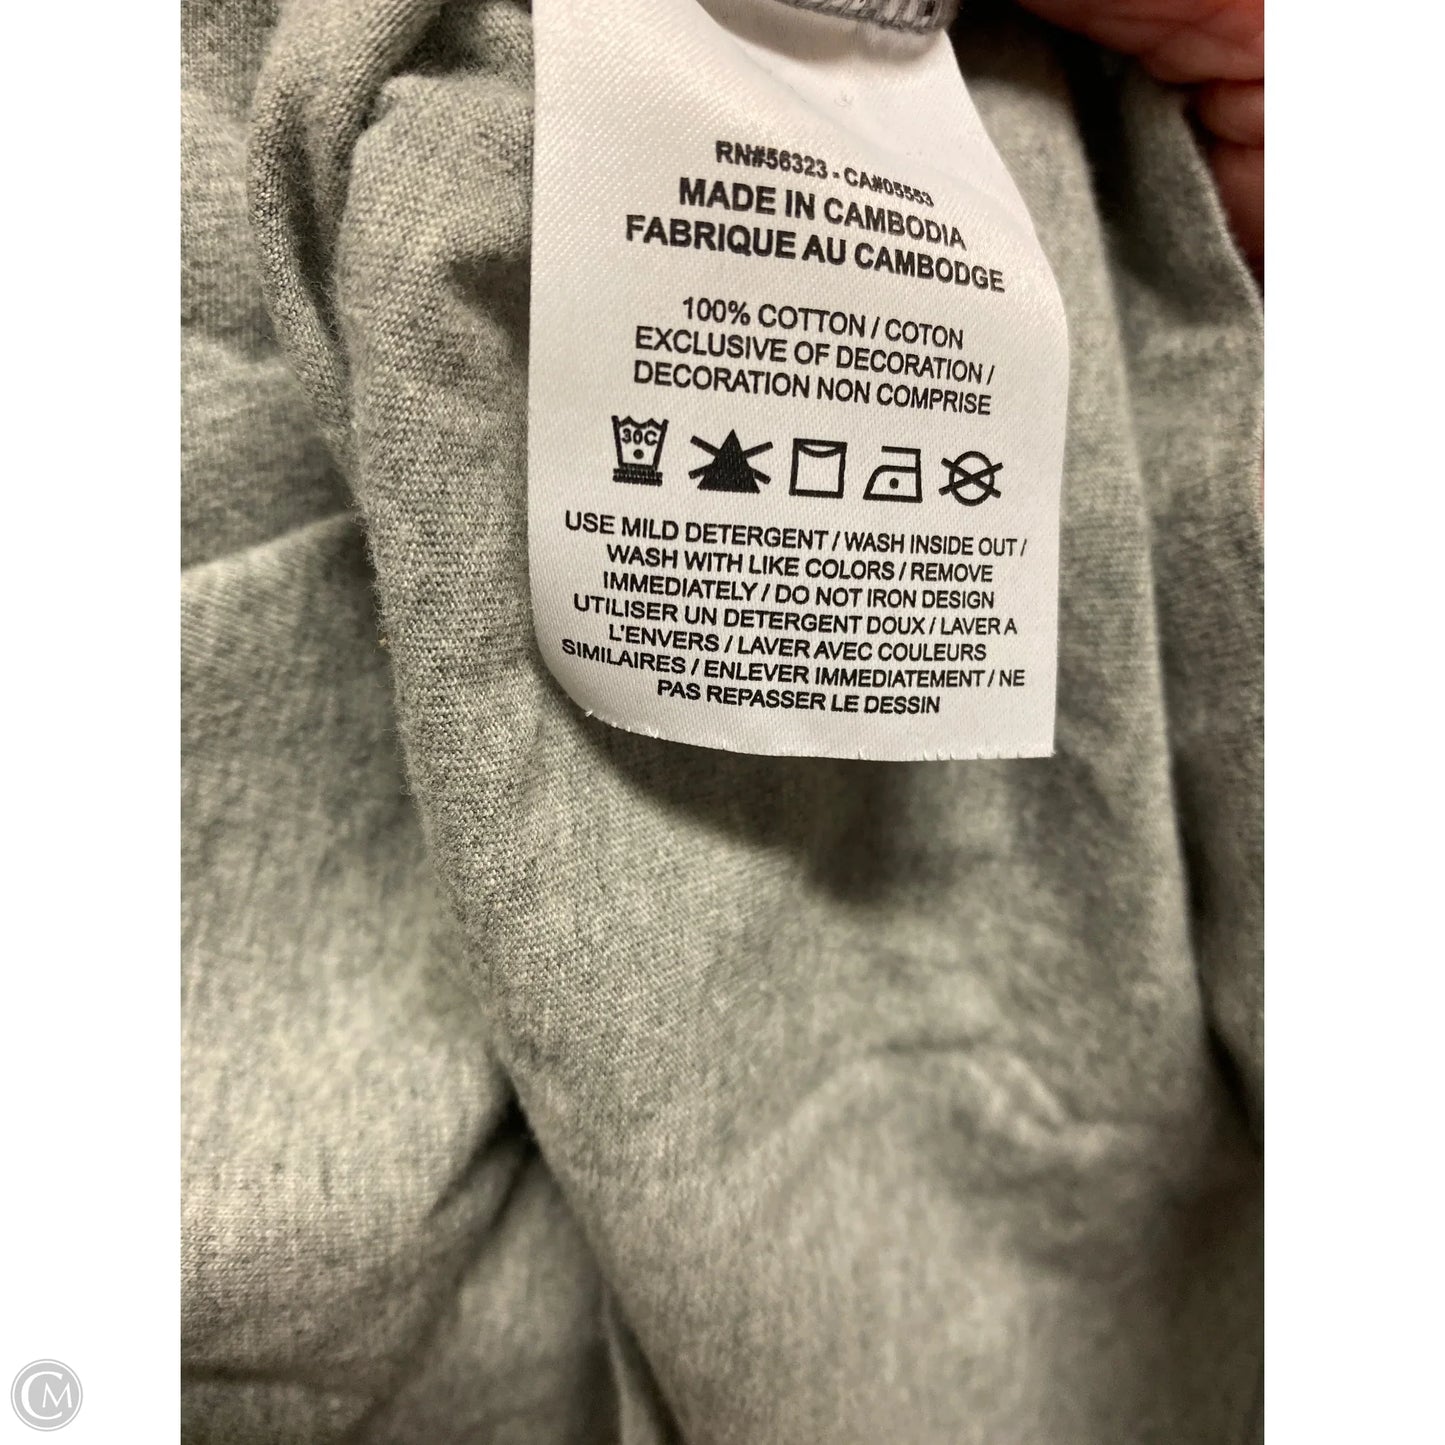 RN#56323 - CA#05553
MADE IN CAMBODIA
FABRIQUE AU CAMBODGE
100% COTTON / COTON
EXCLUSIVE OF DECORATION /
DECORATION NON COMPRISE
30C
USE MILD DETERGENT / WASH INSIDE OUT /
WASH WITH LIKE COLORS / REMOVE
IMMEDIATELY / DO NOT IRON DESIGN
UTILISER UN DETERGENT DOUX / LAVER A
L'ENVERS / LAVER AVEC COULEURS
SIMILAIRES / ENLEVER IMMEDIATEMENT / NE
PAS REPASSER LE DESSIN
CM